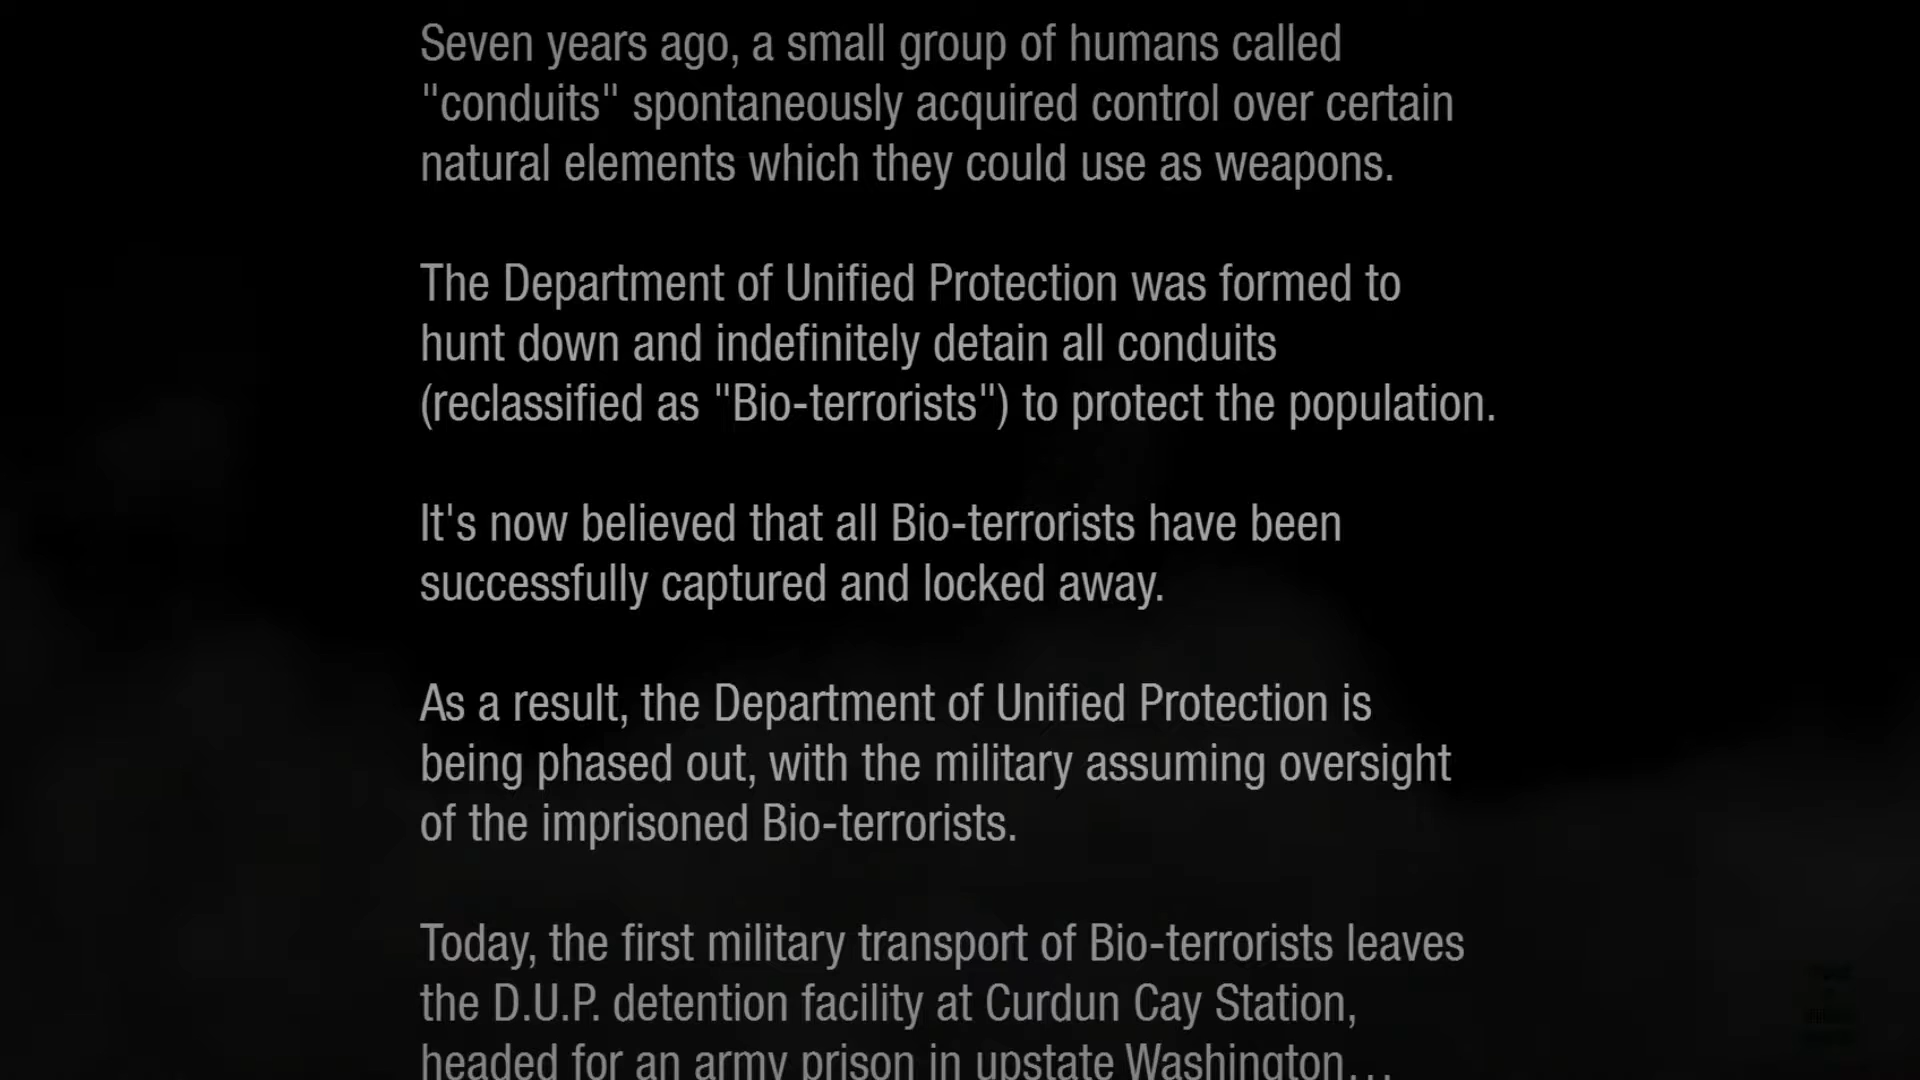 Seven years ago, a small group of humans called
"conduits" spontaneously acquired control over certain
natural elements which they could use as weapons.
The Department of Unified Protection was formed to
hunt down and indefinitely detain all conduits
(reclassified as "Bio-terrorists") to protect the population.
It's now believed that all Bio-terrorists have been
successfully captured and locked away.
As a result, the Department of Unified Protection is
being phased out, with the military assuming oversight
of the imprisoned Bio-terrorists.
Today, the first military transport of Bio-terrorists leaves
the D.U.P. detention facility at Curdun Cay Station,
headed for an army prison in upstate Washington…